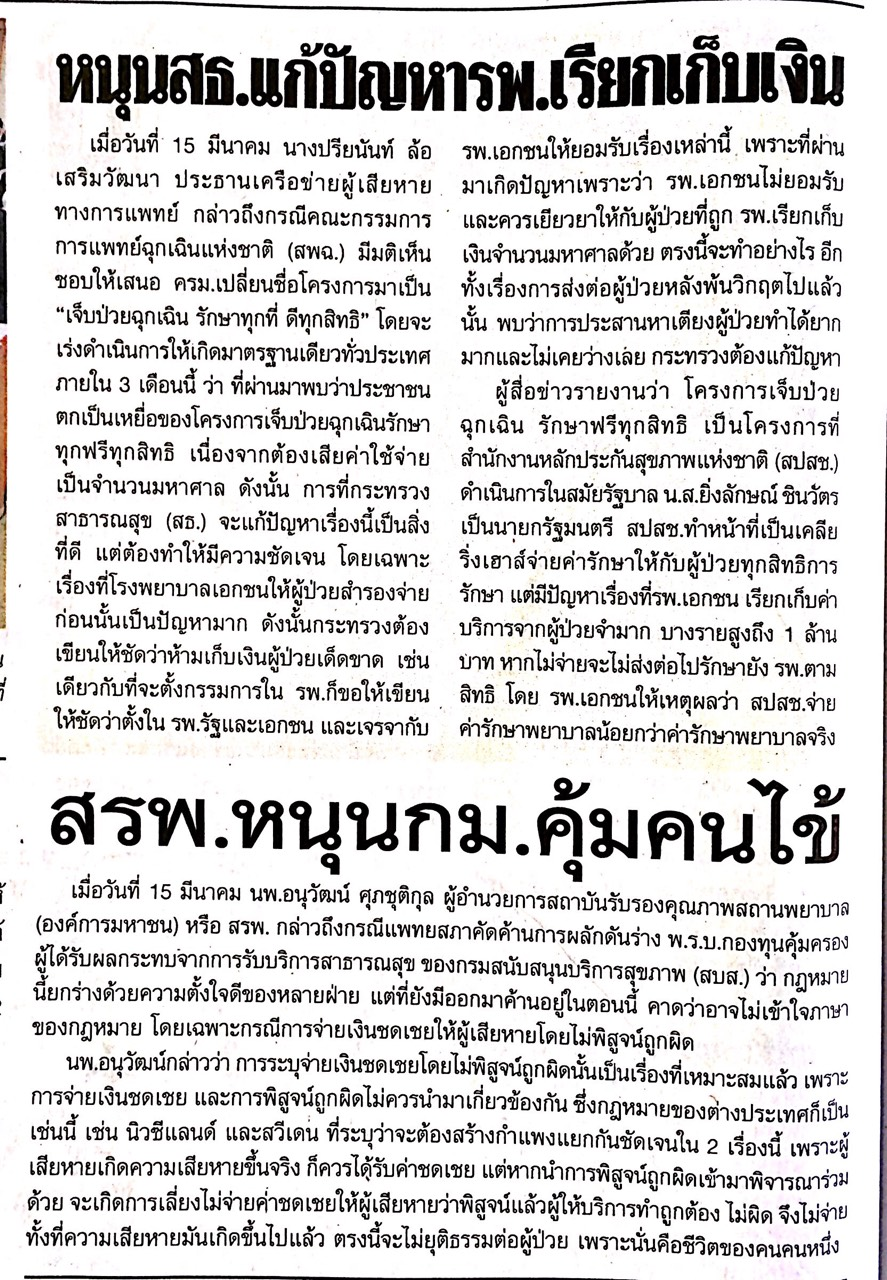 หนุนสธ.แก้ปัญหารพ.เรียกเก็บเงิน
เมื่อวันที่ 15 มีนาคม นางปรียนันท์ ล้อ
เสริมวัฒนา ประธานเครือข่ายผู้เสียหาย
ทางการแพทย์ กล่าวถึงกรณีคณะกรรมการ
การแพทย์ฉุกเฉินแห่งชาติ (สพฉ.) มีมติเห็น
ชอบให้เสนอ ครม.เปลี่ยนชื่อโครงการมาเป็น
“เจ็บป่วยฉุกเฉิน รักษาทุกที่ ดีทุกสิทธิ” โดยจะ
เร่งดำเนินการให้เกิดมาตรฐานเดียวทั่วประเทศ
ภายใน 3 เดือนนี้ ว่า ที่ผ่านมาพบว่าประชาชน
ตกเป็นเหยื่อของโครงการเจ็บป่วยฉุกเฉินรักษา
ทุกฟรีทุกสิทธิ เนื่องจากต้องเสียค่าใช้จ่าย
เป็นจำนวนมหาศาล ดังนั้น การที่กระทรวง
สาธารณสุข (สธ.) จะแก้ปัญหาเรื่องนี้เป็นสิ่ง
ที่ดี แต่ต้องทำให้มีความชัดเจน โดยเฉพาะ
เรื่องที่โรงพยาบาลเอกชนให้ผู้ป่วยสำรองจ่าย
ก่อนนั้นเป็นปัญหามาก ดังนั้นกระทรวงต้อง
เขียนให้ชัดว่าห้ามเก็บเงินผู้ป่วยเด็ดขาด เช่น
เดียวกับที่จะตั้งกรรมการใน รพ.ก็ขอให้เขียน
ให้ชัดว่าตั้งใน รพ.รัฐและเอกชน และเจรจากับ
รพ.เอกชนให้ยอมรับเรื่องเหล่านี้ เพราะที่ผ่าน
มาเกิดปัญหาเพราะว่า รพ.เอกชนไม่ยอมรับ
และควรเยียวยาให้กับผู้ป่วยที่ถูก รพ.เรียกเก็บ
เงินจำนวนมหาศาลด้วย ตรงนี้จะทำอย่างไร อีก
ทั้งเรื่องการส่งต่อผู้ป่วยหลังพ้นวิกฤตไปแล้ว
นั้น พบว่าการประสานหาเตียงผู้ป่วยทำได้ยาก
มากและไม่เคยว่างเลย กระทรวงต้องแก้ปัญหา
ผู้สื่อข่าวรายงานว่า โครงการเจ็บป่วย
ฉุกเฉิน รักษาฟรีทุกสิทธิ เป็นโครงการที่
สำนักงานหลักประกันสุขภาพแห่งชาติ (สปสช.)
ดำเนินการในสมัยรัฐบาล น.ส.ยิ่งลักษณ์ ชินวัตร
เป็นนายกรัฐมนตรี สปสช.ทำหน้าที่เป็นเคลีย
ริ่งเฮาส์จ่ายค่ารักษาให้กับผู้ป่วยทุกสิทธิการ
รักษา แต่มีปัญหาเรื่องที่รพ.เอกชน เรียกเก็บค่า
บริการจากผู้ป่วยจำมาก บางรายสูงถึง 1 ล้าน
บาท หากไม่จ่ายจะไม่ส่งต่อไปรักษายัง รพ.ตาม
สิทธิ โดย รพ.เอกชนให้เหตุผลว่า สปสช.จ่าย
ค่ารักษาพยาบาลน้อยกว่าค่ารักษาพยาบาลจริง
สรพ.หนุนกม.คุ้มคนไข้
เมื่อวันที่ 15 มีนาคม นพ.อนุวัฒน์ ศุภชุติกุล ผู้อำนวยการสถาบันรับรองคุณภาพสถานพยาบาล
(องค์การมหาชน) หรือ สรพ. กล่าวถึงกรณีแพทยสภาคัดค้านการผลักดันร่าง พ.ร.บ.กองทุนคุ้มครอง
ผู้ได้รับผลกระทบจากการรับบริการสาธารณสุข ของกรมสนับสนุนบริการสุขภาพ (สบส.) ว่า กฎหมาย
นี้ยกร่างด้วยความตั้งใจดีของหลายฝ่าย แต่ที่ยังมีออกมาค้านอยู่ในตอนนี้ คาดว่าอาจไม่เข้าใจภาษา
ของกฎหมาย โดยเฉพาะกรณีการจ่ายเงินชดเชยให้ผู้เสียหายโดยไม่พิสูจน์ถูกผิด
นพ.อนุวัฒน์กล่าวว่า การระบุจ่ายเงินชดเชยโดยไม่พิสูจน์ถูกผิดนั้นเป็นเรื่องที่เหมาะสมแล้ว เพราะ
การจ่ายเงินชดเชย และการพิสูจน์ถูกผิดไม่ควรนำมาเกี่ยวข้องกัน ซึ่งกฎหมายของต่างประเทศก็เป็น
เช่นนี้ เช่น นิวซีแลนด์ และสวีเดน ที่ระบุว่าจะต้องสร้างกำแพงแยกกันชัดเจนใน 2 เรื่องนี้ เพราะผู้
เสียหายเกิดความเสียหายขึ้นจริง ก็ควรได้รับค่าชดเชย แต่หากนำการพิสูจน์ถูกผิดเข้ามาพิจารณาร่วม
ด้วย จะเกิดการเลี่ยงไม่จ่ายค่าชดเชยให้ผู้เสียหายว่าพิสูจน์แล้วผู้ให้บริการทำถูกต้อง ไม่ผิด จึงไม่จ่าย
ทั้งที่ความเสียหายมันเกิดขึ้นไปแล้ว ตรงนี้จะไม่ยุติธรรมต่อผู้ป่วย เพราะนั่นคือชีวิตของคนคนหนึ่ง